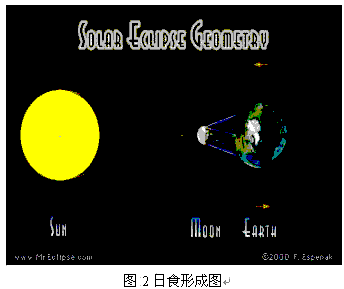 SOLAR ECLIPSE GEOMETRY
SUN
MOON
EARTH
www.MrEclipse.com
©2000 F. Espenak
图 2 日食形成图